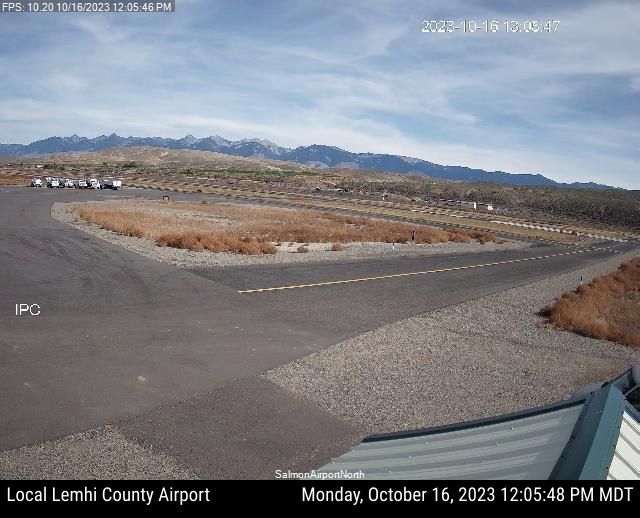 FPS: 10.20 10/16/2023 12:05:46 PM
2023-10-16 13:05:47
IPC
SalmonAirportNorth
Local Lemhi County Airport Monday, October 16, 2023 12:05:48 PM MDT